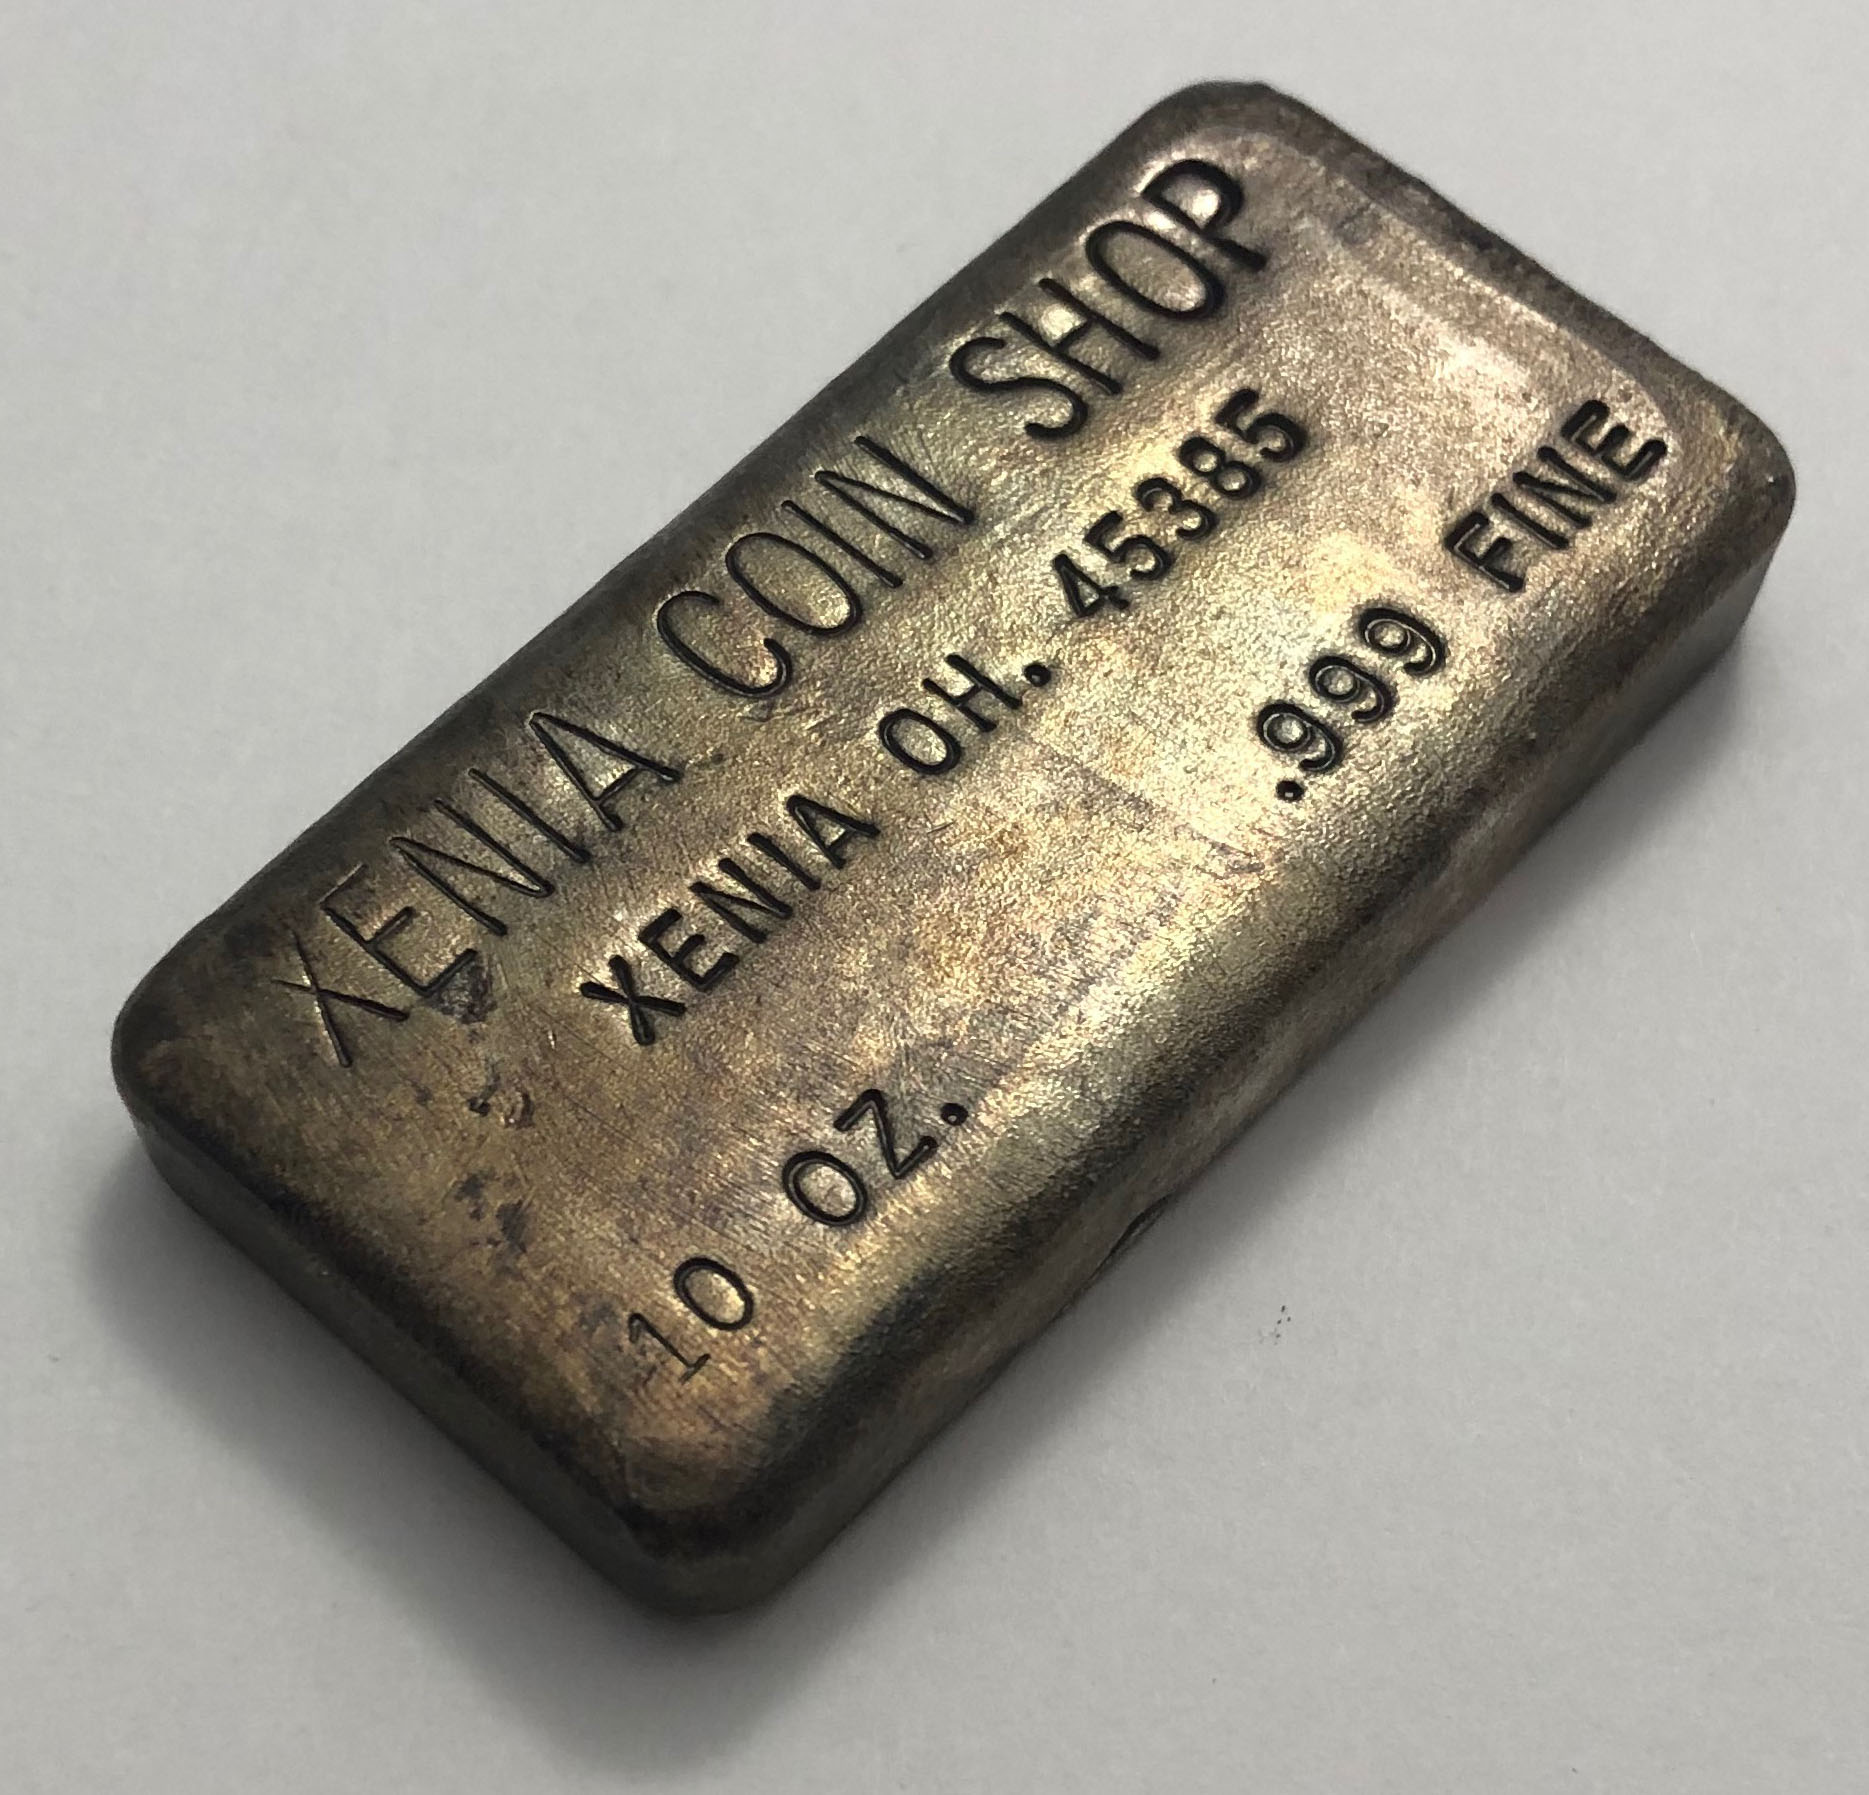 XENIA COIN SHOP
XENIA OH. 45385
10 OZ. .999 FINE